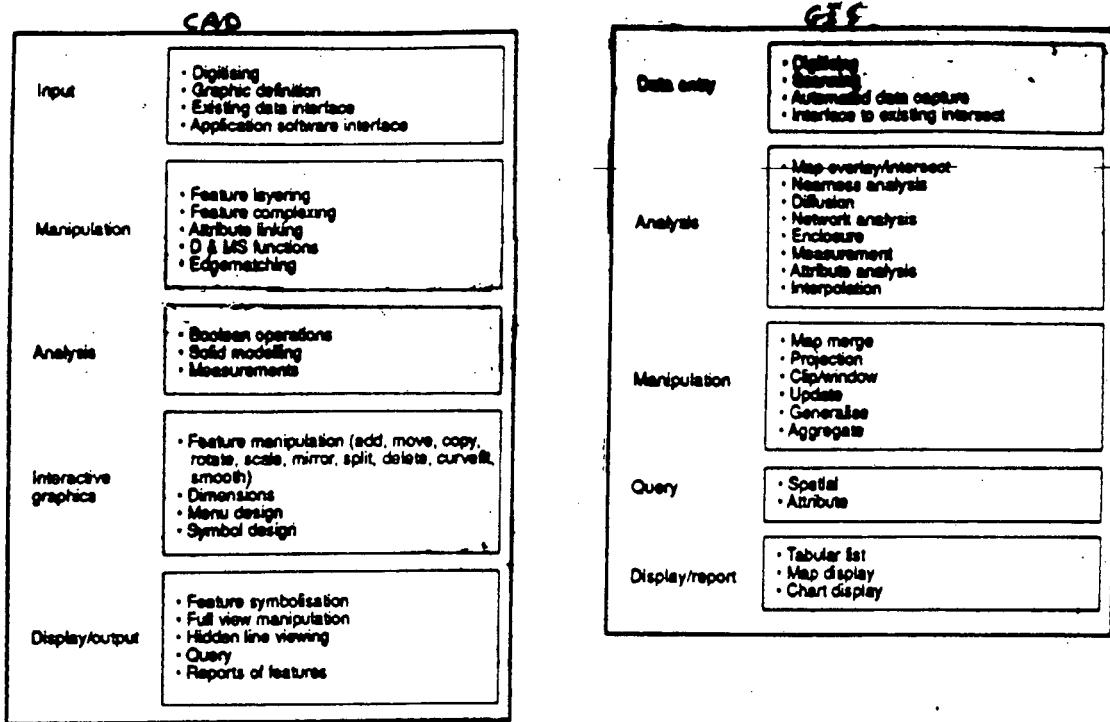 CAD
Input
• Digitising
• Graphic definition
• Existing data interface
• Application software interface
Manipulation
• Feature layering
• Feature complexing
• Attribute linking
• D & MS functions
• Edgematching
Analysis
• Boolean operations
• Solid modelling
• Measurements
Interactive
graphics
• Feature manipulation (add, move, copy,
rotate, scale, mirror, split, delete, curvefit,
smooth)
• Dimensions
• Menu design
• Symbol design
Display/output
• Feature symbolisation
• Full view manipulation
• Hidden line viewing
• Query
• Reports of features
GIS
Data entity
• Digitising
• Scanning
• Automated data capture
• Interface to existing intersect
Analysis
• Map overlay/intersect
• Nearness analysis
• Diffusion
• Network analysis
• Enclosure
• Measurement
• Attribute analysis
• Interpolation
Manipulation
• Map merge
• Projection
• Clip/window
• Update
• Generalise
• Aggregate
Query
• Spatial
• Attribute
Display/report
• Tabular list
• Map display
• Chart display